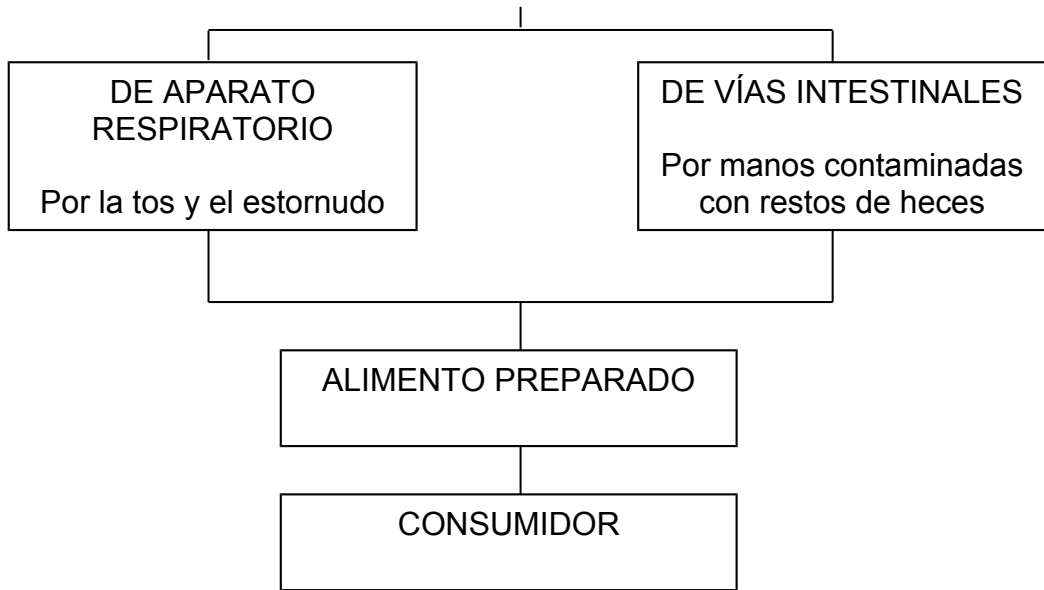 DE APARATO
RESPIRATORIO
Por la tos y el estornudo
DE VÍAS INTESTINALES
Por manos contaminadas
con restos de heces
ALIMENTO PREPARADO
CONSUMIDOR